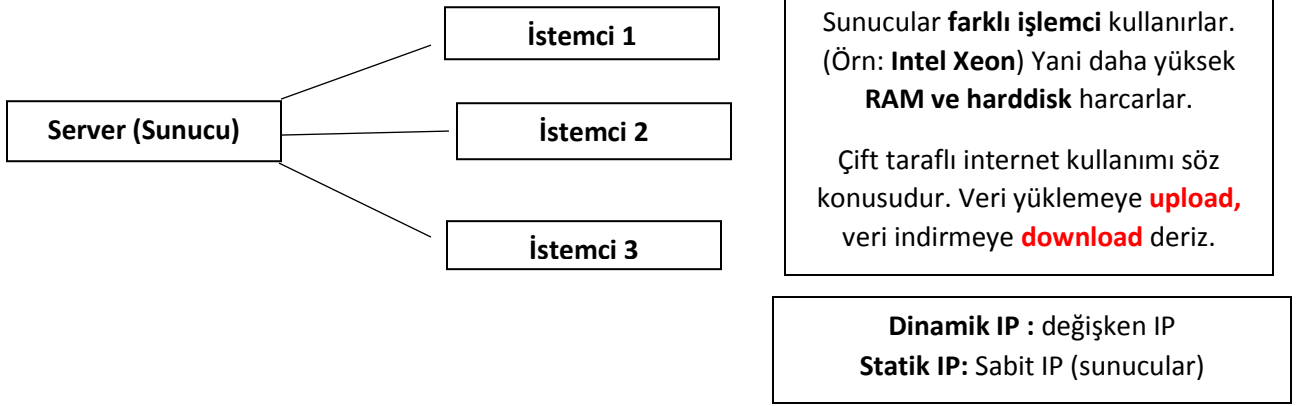 Server (Sunucu)
İstemci 1
İstemci 2
İstemci 3
Sunucular farklı işlemci kullanırlar.
(Örn: Intel Xeon) Yani daha yüksek
RAM ve harddisk harcarlar.
Çift taraflı internet kullanımı söz
konusudur. Veri yüklemeye upload,
veri indirmeye download deriz.
Dinamik IP : değişken IP
Statik IP: Sabit IP (sunucular)